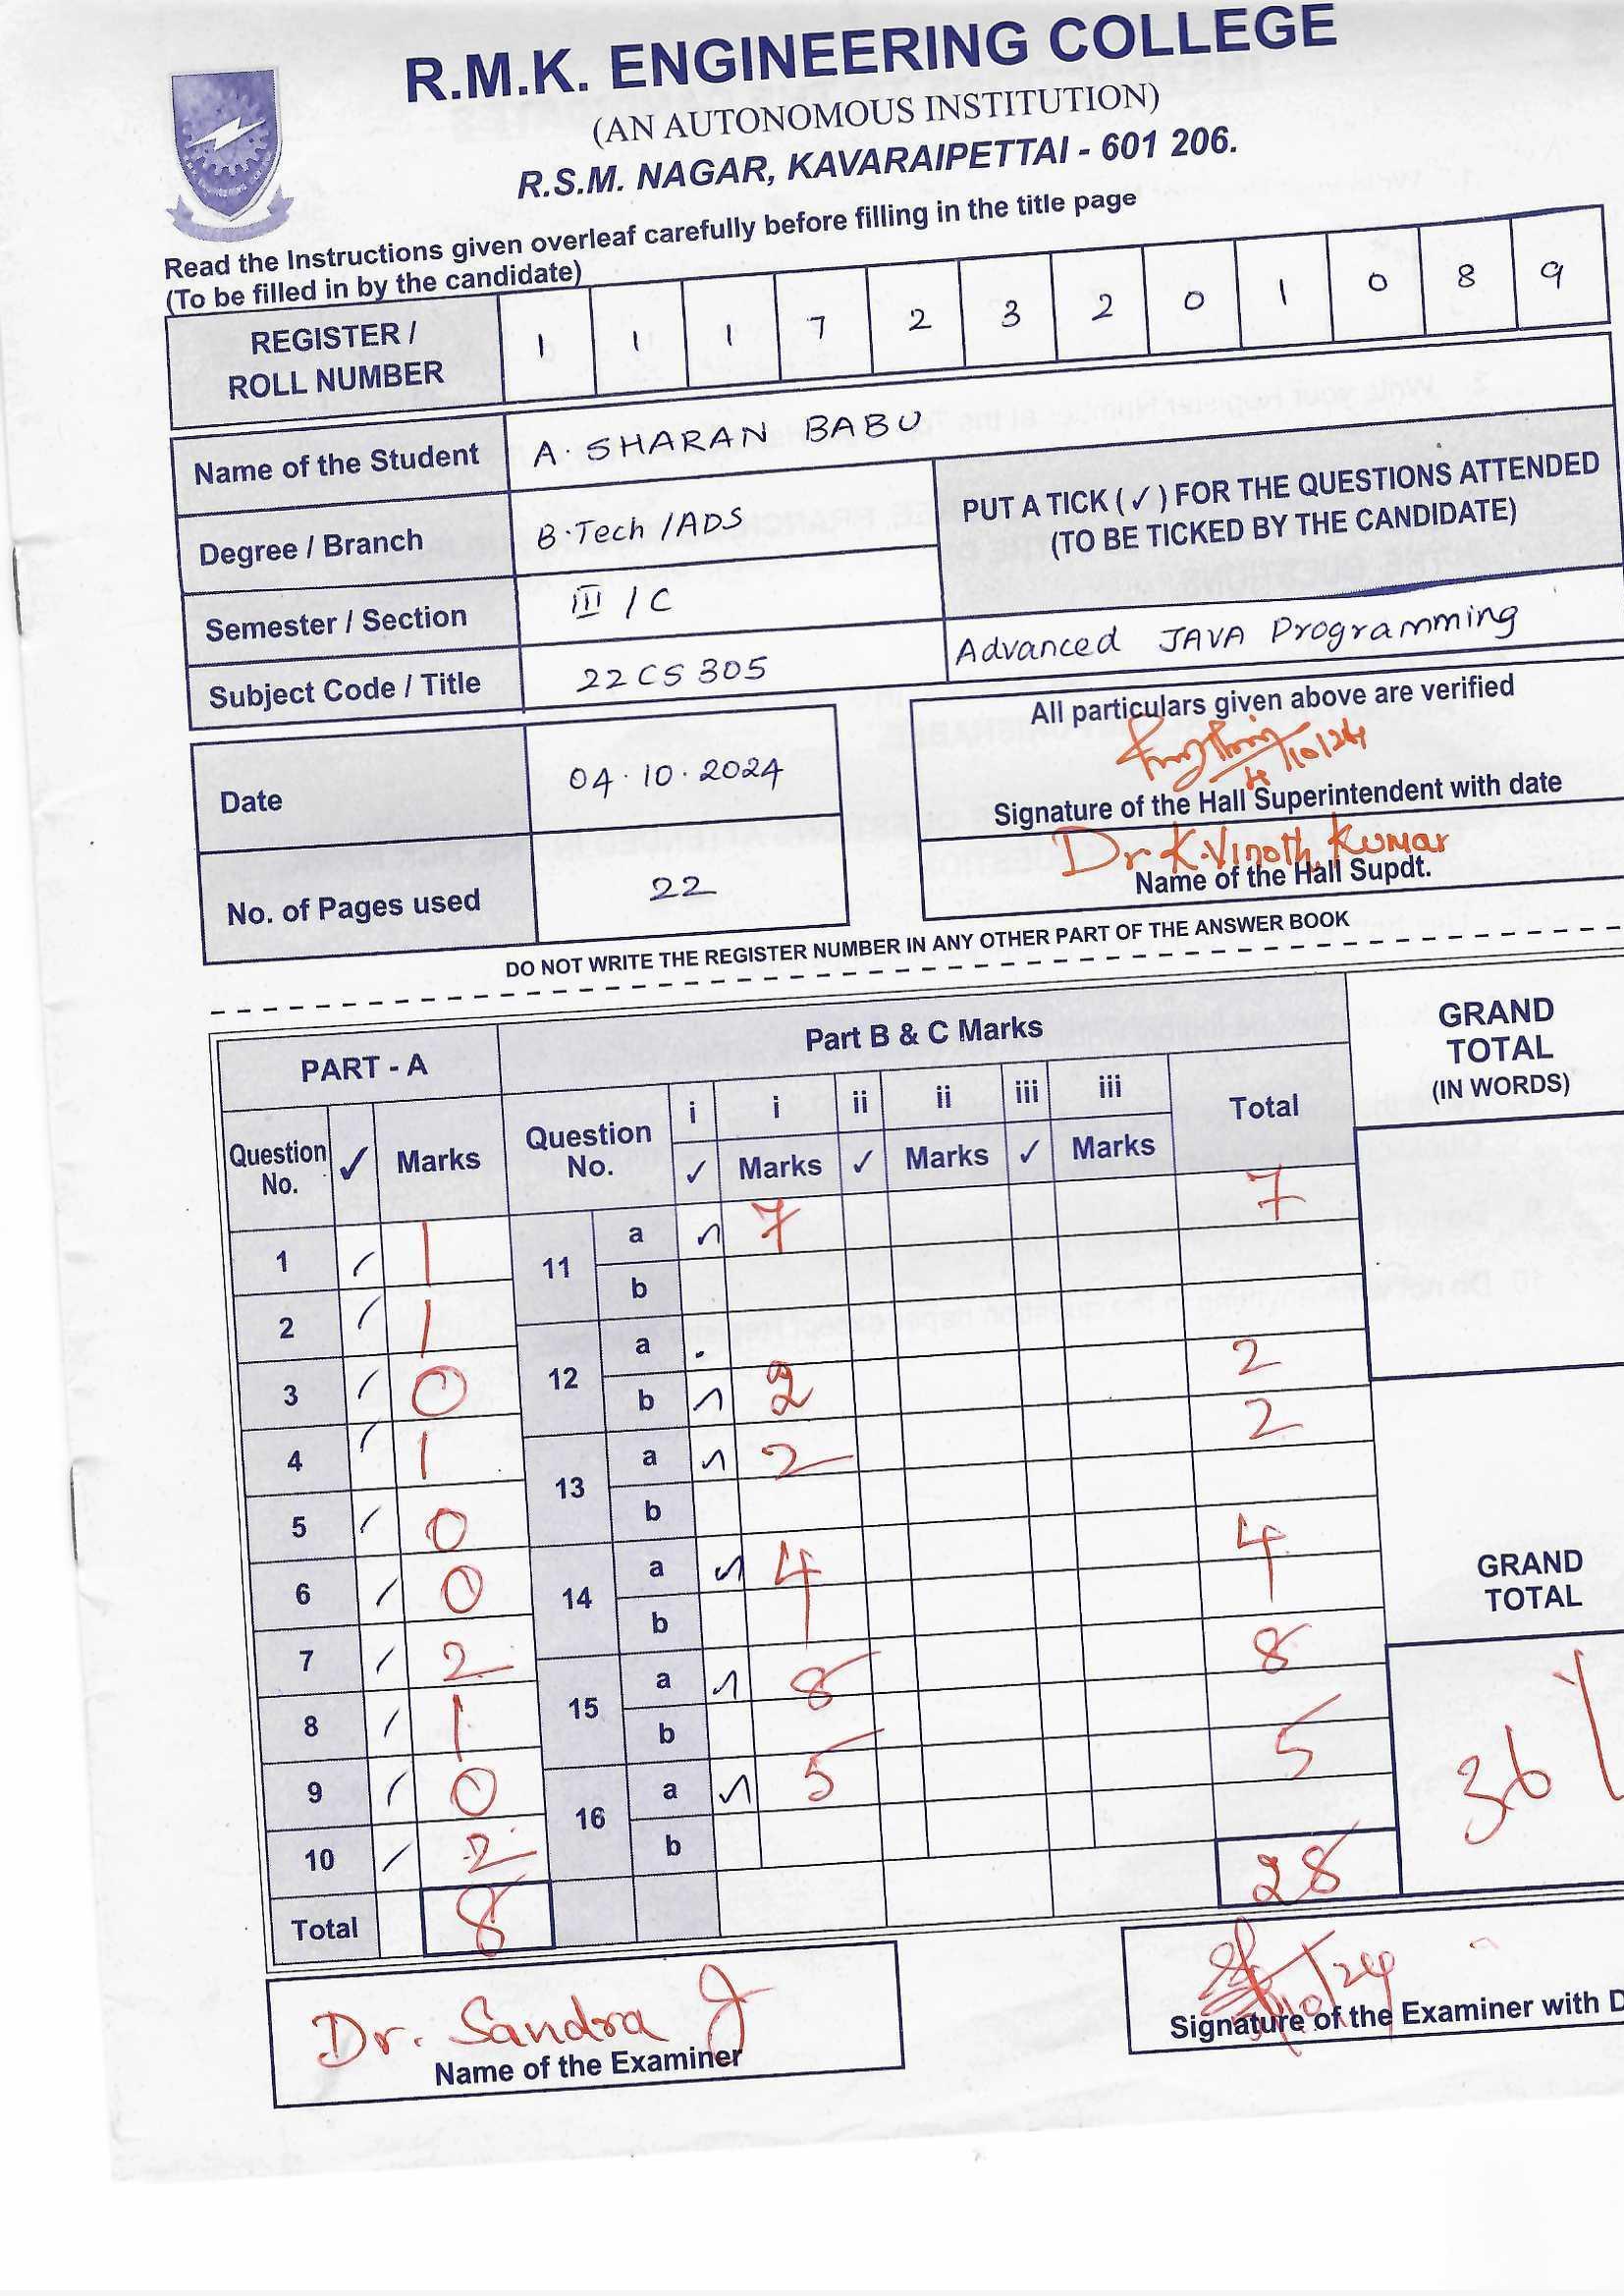 R.M.K. ENGINEERING COLLEGE
(AN AUTONOMOUS INSTITUTION)
R.S.M. NAGAR, KAVARAIPETTAI - 601 206.
Read the Instructions given overleaf carefully before filling in the title page
(To be filled in by the candidate)
REGISTER / ROLL NUMBER 1 1 1 7 2 3 2 0 1 0 8 9
Name of the Student A. SHARAN BABU
Degree / Branch B.Tech / ADS
PUT A TICK (✓) FOR THE QUESTIONS ATTENDED
(TO BE TICKED BY THE CANDIDATE)
Semester / Section III / C
Subject Code / Title 22CS305 Advanced JAVA Programming
All particulars given above are verified
Date 04.10.2024
4/10/24
Signature of the Hall Superintendent with date
No. of Pages used 22
Dr K.Vinoth Kumar
Name of the Hall Supdt.
DO NOT WRITE THE REGISTER NUMBER IN ANY OTHER PART OF THE ANSWER BOOK
PART - A Part B & C Marks GRAND TOTAL (IN WORDS)
Question No. ✓ Marks Question No. i ✓ i Marks ii ✓ ii Marks iii ✓ iii Marks Total
1 / 1 11 a ✓ 7 7
b
2 / 1
12 a .
3 / 0 b ✓ 2 2
4 / 1 13 a ✓ 2 2
5 / 0 b
6 / 0 14 a ✓ 4 4
b
GRAND TOTAL
7 / 2 15 a ✓ 8 8
8 / 1 b
9 / 0 16 a ✓ 5 5
10 / 2 b
36
Total 8 28
Dr. Sandra J
Name of the Examiner
/10/24
Signature of the Examiner with D